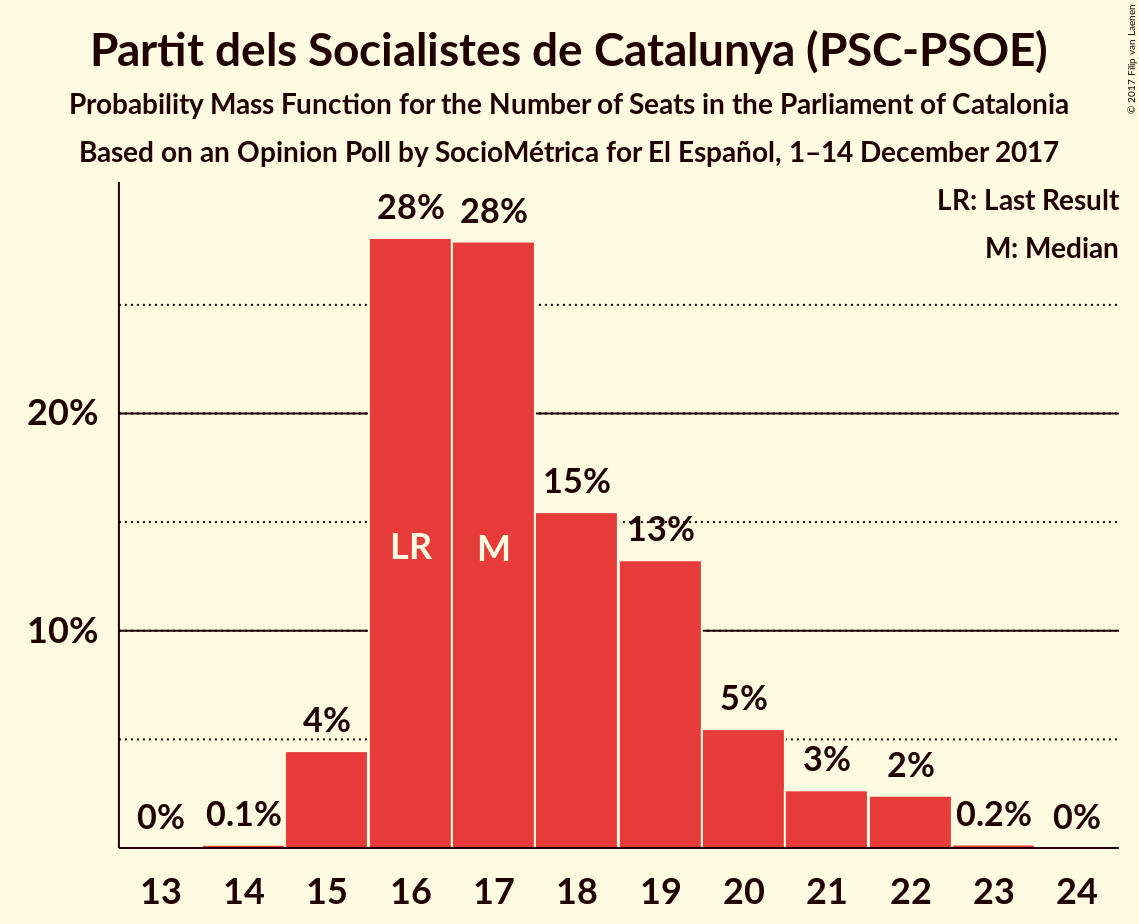 Partit dels Socialistes de Catalunya (PSC-PSOE)
Probability Mass Function for the Number of Seats in the Parliament of Catalonia
Based on an Opinion Poll by SocioMétrica for El Español, 1–14 December 2017
© 2017 Filip van Laenen
LR: Last Result
M: Median
28%
28%
20%
15%
13%
LR
M
10%
5%
4%
3%
2%
0%
0.1%
0.2%
0%
13 14 15 16 17 18 19 20 21 22 23 24